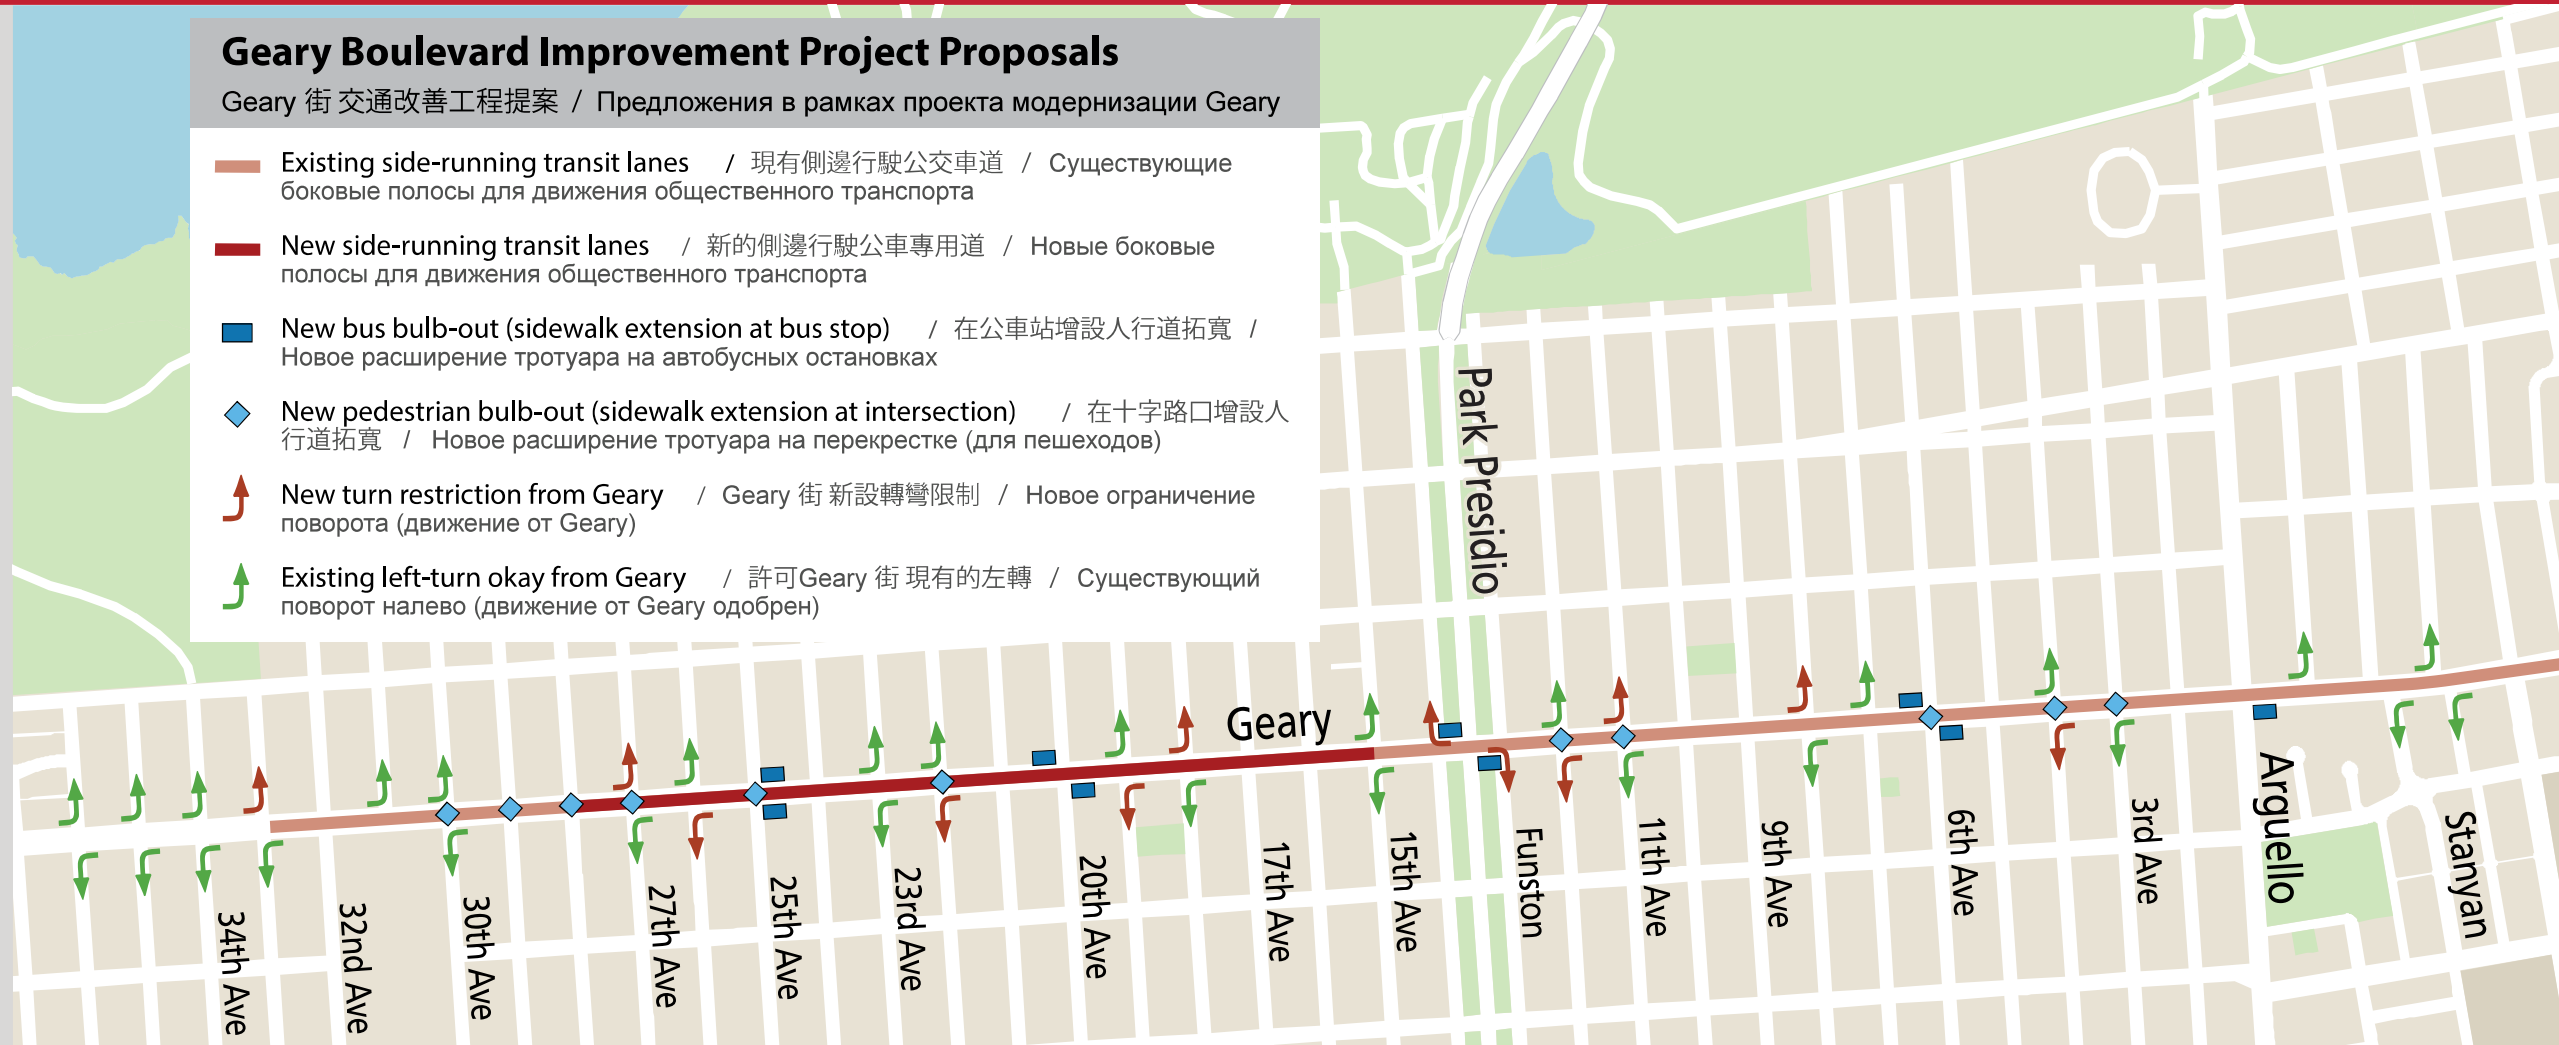 Geary Boulevard Improvement Project Proposals
Geary 街 交通改善工程提案 / Предложения в рамках проекта модернизации Geary
Existing side-running transit lanes / 現有側邊行駛公交車道 / Существующие
боковые полосы для движения общественного транспорта
New side-running transit lanes / 新的側邊行駛公車專用道 / Новые боковые
полосы для движения общественного транспорта
New bus bulb-out (sidewalk extension at bus stop) / 在公車站增設人行道拓寬 /
Новое расширение тротуара на автобусных остановках
New pedestrian bulb-out (sidewalk extension at intersection) / 在十字路口增設人
行道拓寬 / Новое расширение тротуара на перекрестке (для пешеходов)
New turn restriction from Geary / Geary 街 新設轉彎限制 / Новое ограничение
поворота (движение от Geary)
Existing left-turn okay from Geary / 許可Geary 街 現有的左轉 / Существующий
поворот налево (движение от Geary одобрен)
Park Presidio
Geary
34th Ave
32nd Ave
30th Ave
27th Ave
25th Ave
23rd Ave
20th Ave
17th Ave
15th Ave
Funston
11th Ave
9th Ave
6th Ave
3rd Ave
Arguello
Stanyan